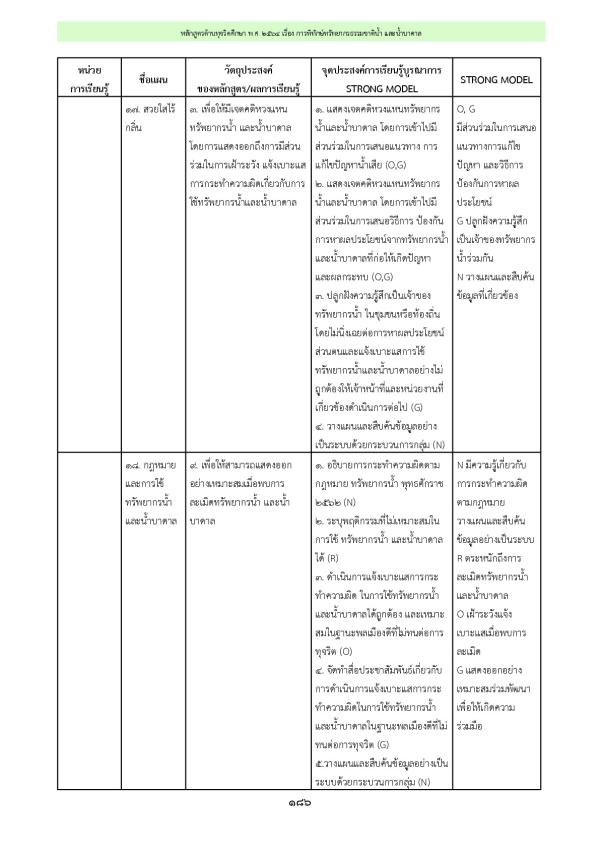 หลักสูตรต้านทุจริตศึกษา พ.ศ. ๒๕๖๔ เรื่อง การพิทักษ์ทรัพยากรธรรมชาติน้ำ และน้ำบาดาล
หน่วย
การเรียนรู้
ชื่อแผน
วัตถุประสงค์
ของหลักสูตร/ผลการเรียนรู้
จุดประสงค์การเรียนรู้บูรณาการ
STRONG MODEL
STRONG MODEL
๑๗. สวยใสไร้
กลิ่น
๓. เพื่อให้มีเจตคติหวงแหน
ทรัพยากรน้ำ และน้ำบาดาล
โดยการแสดงออกถึงการมีส่วน
ร่วมในการเฝ้าระวัง แจ้งเบาะแส
การกระทำความผิดเกี่ยวกับการ
ใช้ทรัพยากรน้ำและน้ำบาดาล
๑. แสดงเจตคติหวงแหนทรัพยากร
น้ำและน้ำบาดาล โดยการเข้าไปมี
ส่วนร่วมในการเสนอแนวทาง การ
แก้ไขปัญหาน้ำเสีย (O,G)
๒. แสดงเจตคติหวงแหนทรัพยากร
น้ำและน้ำบาดาล โดยการเข้าไปมี
ส่วนร่วมในการเสนอวิธีการ ป้องกัน
การหาผลประโยชน์จากทรัพยากรน้ำ
และน้ำบาดาลที่ก่อให้เกิดปัญหา
และผลกระทบ (O,G)
๓. ปลูกฝังความรู้สึกเป็นเจ้าของ
ทรัพยากรน้ำ ในชุมชนหรือท้องถิ่น
โดยไม่นิ่งเฉยต่อการหาผลประโยชน์
ส่วนตนและแจ้งเบาะแสการใช้
ทรัพยากรน้ำและน้ำบาดาลอย่างไม่
ถูกต้องให้เจ้าหน้าที่และหน่วยงานที่
เกี่ยวข้องดำเนินการต่อไป (G)
๔. วางแผนและสืบค้นข้อมูลอย่าง
เป็นระบบด้วยกระบวนการกลุ่ม (N)
O, G
มีส่วนร่วมในการเสนอ
แนวทางการแก้ไข
ปัญหา และวิธีการ
ป้องกันการหาผล
ประโยชน์
G ปลูกฝังความรู้สึก
เป็นเจ้าของทรัพยากร
น้ำร่วมกัน
N วางแผนและสืบค้น
ข้อมูลที่เกี่ยวข้อง
๑๘. กฎหมาย
และการใช้
ทรัพยากรน้ำ
และน้ำบาดาล
๙. เพื่อให้สามารถแสดงออก
อย่างเหมาะสมเมื่อพบการ
ละเมิดทรัพยากรน้ำ และน้ำ
บาดาล
๑. อธิบายการกระทำความผิดตาม
กฎหมาย ทรัพยากรน้ำ พุทธศักราช
๒๕๖๒ (N)
๒. ระบุพฤติกรรมที่ไม่เหมาะสมใน
การใช้ ทรัพยากรน้ำ และน้ำบาดาล
ได้ (R)
๓. ดำเนินการแจ้งเบาะแสการกระ
ทำความผิด ในการใช้ทรัพยากรน้ำ
และน้ำบาดาลได้ถูกต้อง และเหมาะ
สมในฐานะพลเมืองดีที่ไม่ทนต่อการ
ทุจริต (O)
๔. จัดทำสื่อประชาสัมพันธ์เกี่ยวกับ
การดำเนินการแจ้งเบาะแสการกระ
ทำความผิดในการใช้ทรัพยากรน้ำ
และน้ำบาดาลในฐานะพลเมืองดีที่ไม่
ทนต่อการทุจริต (G)
๕.วางแผนและสืบค้นข้อมูลอย่างเป็น
ระบบด้วยกระบวนการกลุ่ม (N)
N มีความรู้เกี่ยวกับ
การกระทำความผิด
ตามกฎหมาย
วางแผนและสืบค้น
ข้อมูลอย่างเป็นระบบ
R ตระหนักถึงการ
ละเมิดทรัพยากรน้ำ
และน้ำบาดาล
O เฝ้าระวังแจ้ง
เบาะแสเมื่อพบการ
ละเมิด
G แสดงออกอย่าง
เหมาะสมร่วมพัฒนา
เพื่อให้เกิดความ
ร่วมมือ
๑๘๖